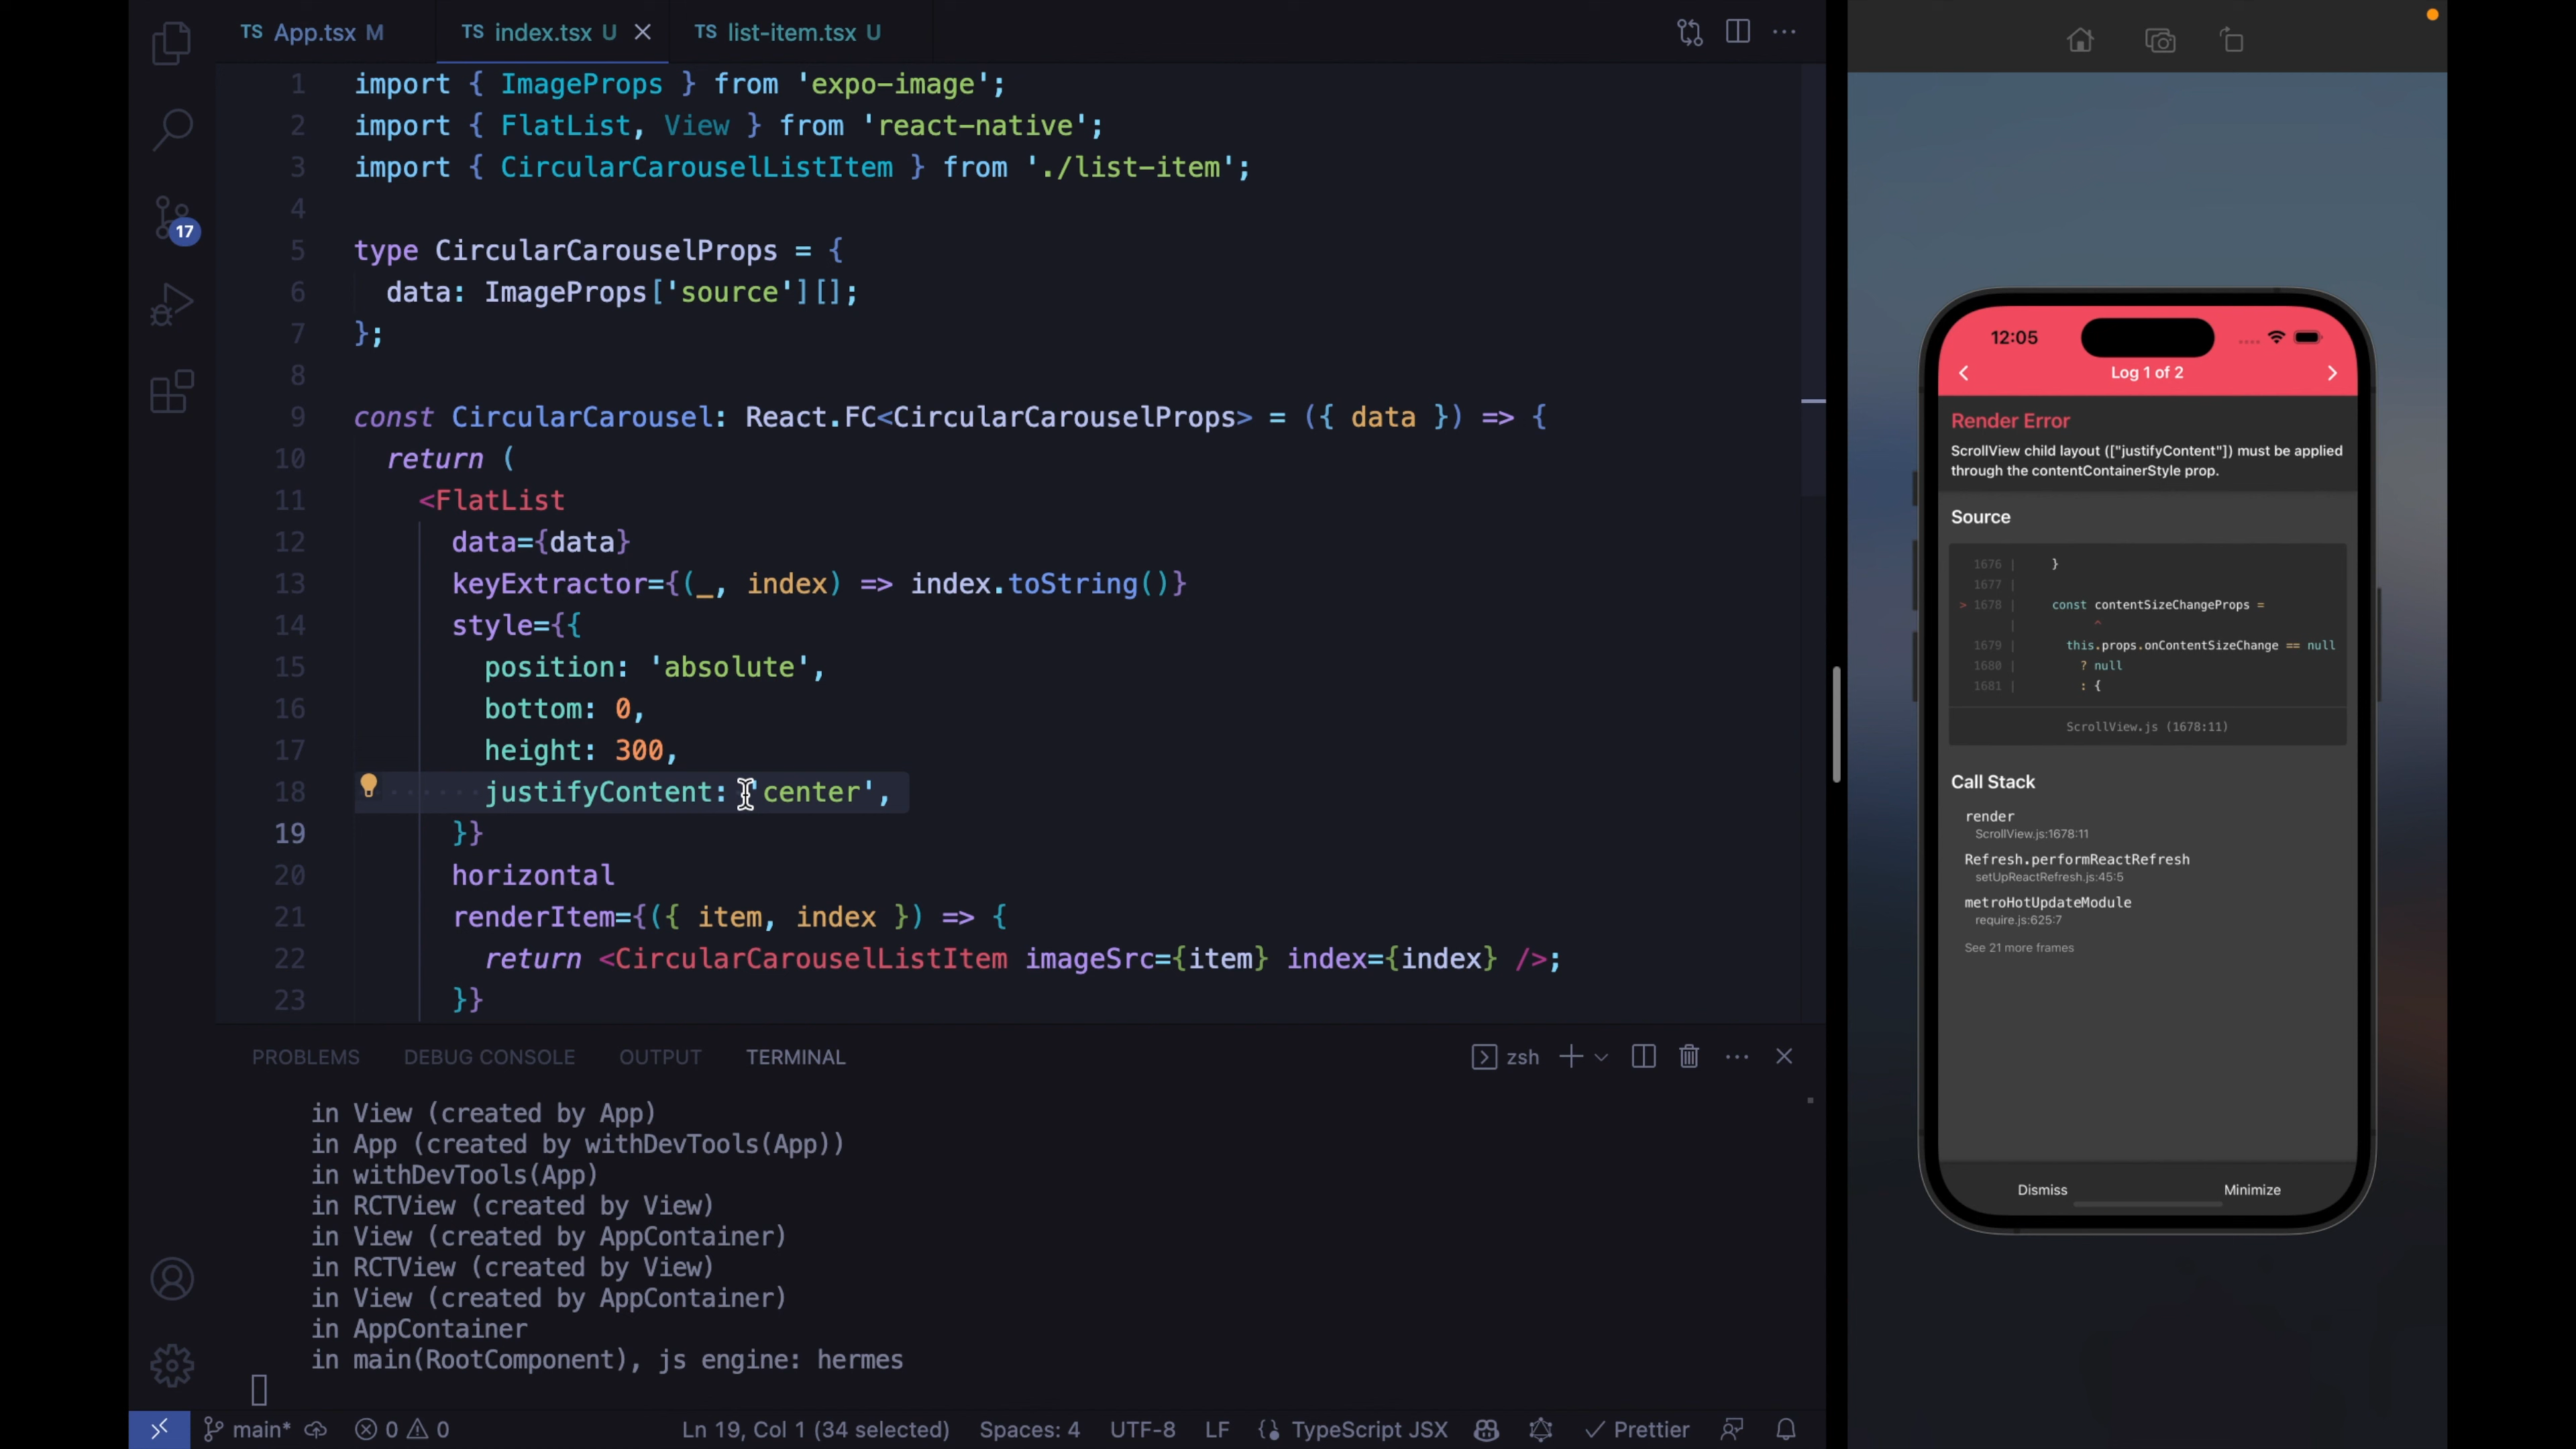 TS App.tsx M
TS index.tsx U
TS list-item.tsx U
1 import { ImageProps } from 'expo-image';
2 import { FlatList, View } from 'react-native';
3 import { CircularCarouselListItem } from './list-item';
4
5 type CircularCarouselProps = {
6 data: ImageProps['source'][];
7 };
8
9 const CircularCarousel: React.FC<CircularCarouselProps> = ({ data }) => {
10 return (
11 <FlatList
12 data={data}
13 keyExtractor={(_, index) => index.toString()}
14 style={{
15 position: 'absolute',
16 bottom: 0,
17 height: 300,
18 justifyContent: 'center',
19 }}
20 horizontal
21 renderItem={({ item, index }) => {
22 return <CircularCarouselListItem imageSrc={item} index={index} />;
23 }}
17
PROBLEMS DEBUG CONSOLE OUTPUT TERMINAL
zsh
in View (created by App)
in App (created by withDevTools(App))
in withDevTools(App)
in RCTView (created by View)
in View (created by AppContainer)
in RCTView (created by View)
in View (created by AppContainer)
in AppContainer
in main(RootComponent), js engine: hermes
main* 0 0 Ln 19, Col 1 (34 selected) Spaces: 4 UTF-8 LF TypeScript JSX Prettier
12:05
Log 1 of 2
Render Error
ScrollView child layout (["justifyContent"]) must be applied
through the contentContainerStyle prop.
Source
1676 | }
1677 |
> 1678 | const contentSizeChangeProps =
| ^
1679 | this.props.onContentSizeChange == null
1680 | ? null
1681 | : {
ScrollView.js (1678:11)
Call Stack
render
ScrollView.js:1678:11
Refresh.performReactRefresh
setUpReactRefresh.js:45:5
metroHotUpdateModule
require.js:625:7
See 21 more frames
Dismiss Minimize